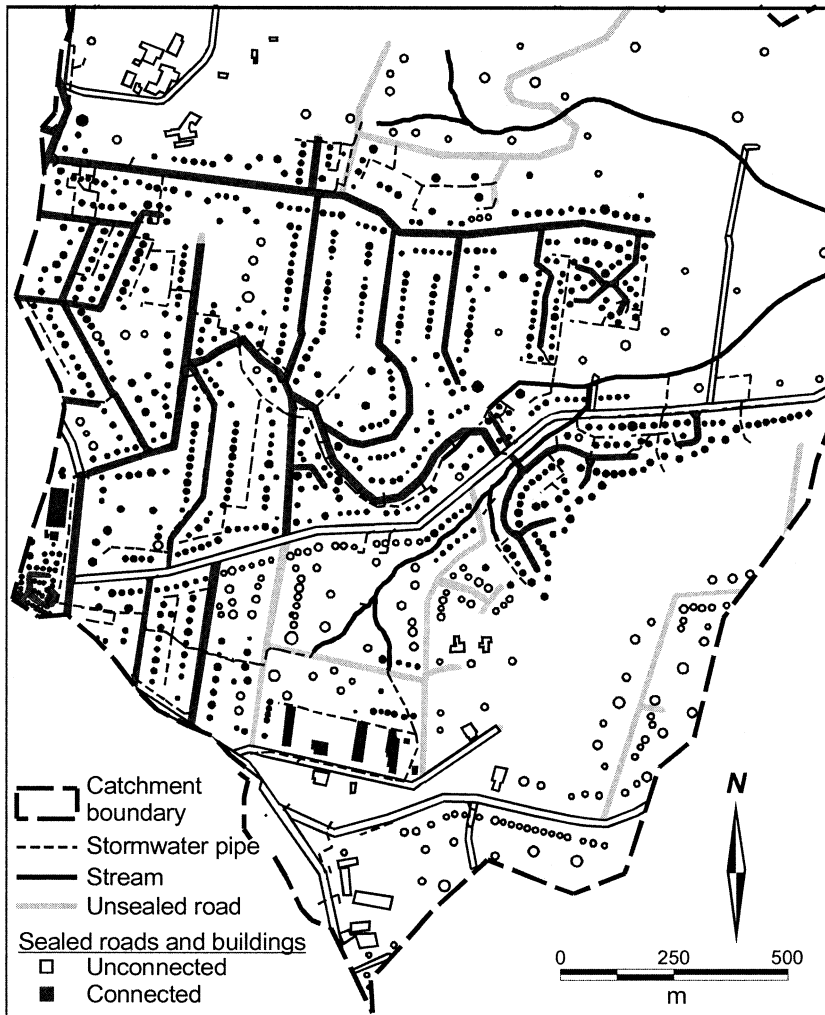 Catchment
boundary
Stormwater pipe
Stream
Unsealed road
Sealed roads and buildings
Unconnected
Connected
N
0 250 500
m